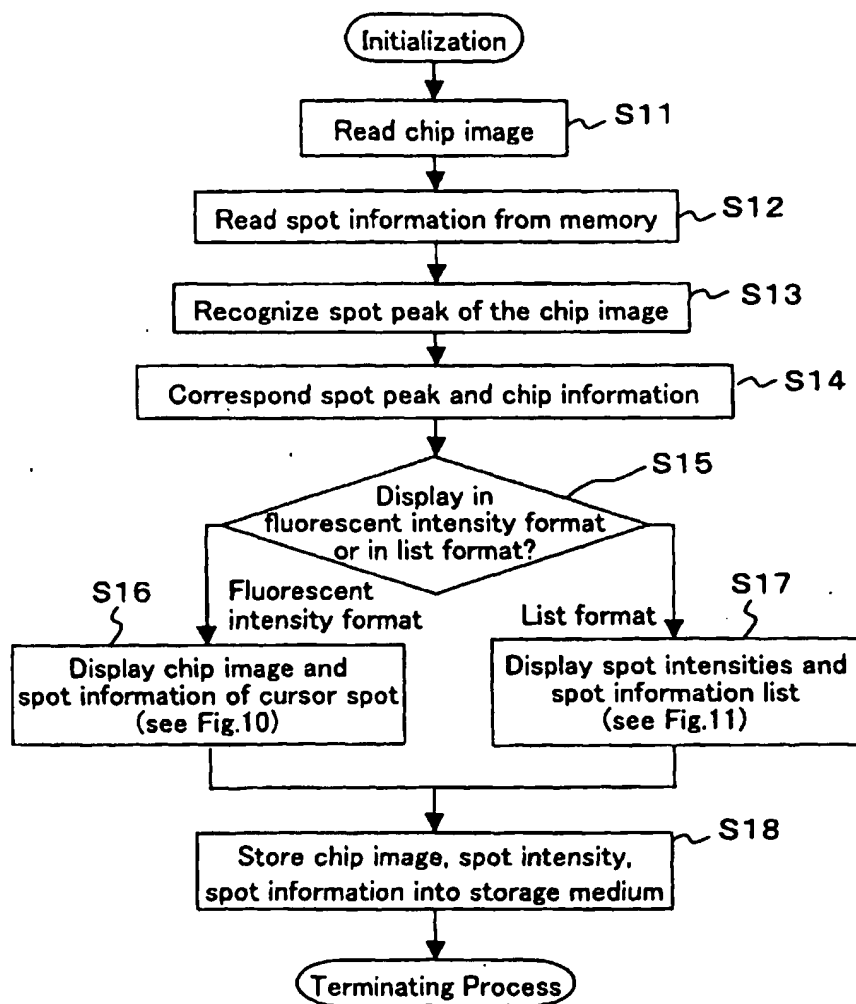 Initialization
Read chip image
S11
Read spot information from memory
S12
Recognize spot peak of the chip image
S13
Correspond spot peak and chip information
S14
S15
Display in
fluorescent intensity format
or in list format?
S16
Fluorescent
intensity format
List format
S17
Display chip image and
spot information of cursor spot
(see Fig.10)
Display spot intensities and
spot information list
(see Fig.11)
S18
Store chip image, spot intensity,
spot information into storage medium
Terminating Process